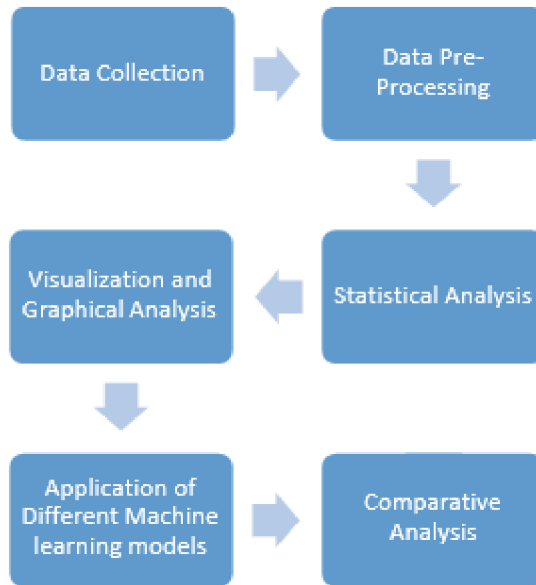 Data Collection
Data Pre-
Processing
Statistical Analysis
Visualization and
Graphical Analysis
Application of
Different Machine
learning models
Comparative
Analysis